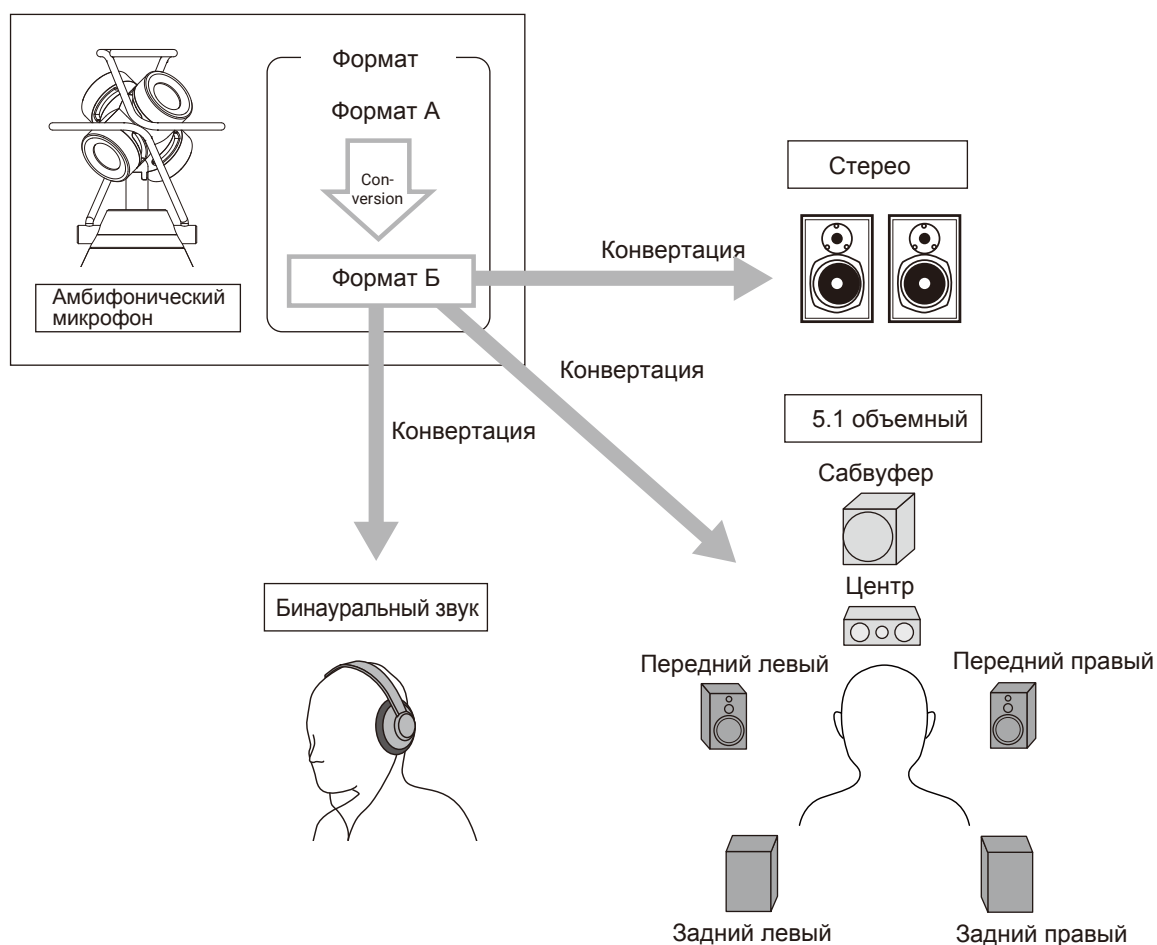 Формат
Формат А
Con-
version
Формат Б
Амбифонический
микрофон
Стерео
Конвертация
Конвертация
Конвертация
5.1 объемный
Сабвуфер
Центр
Бинауральный звук
Передний левый
Передний правый
Задний левый
Задний правый